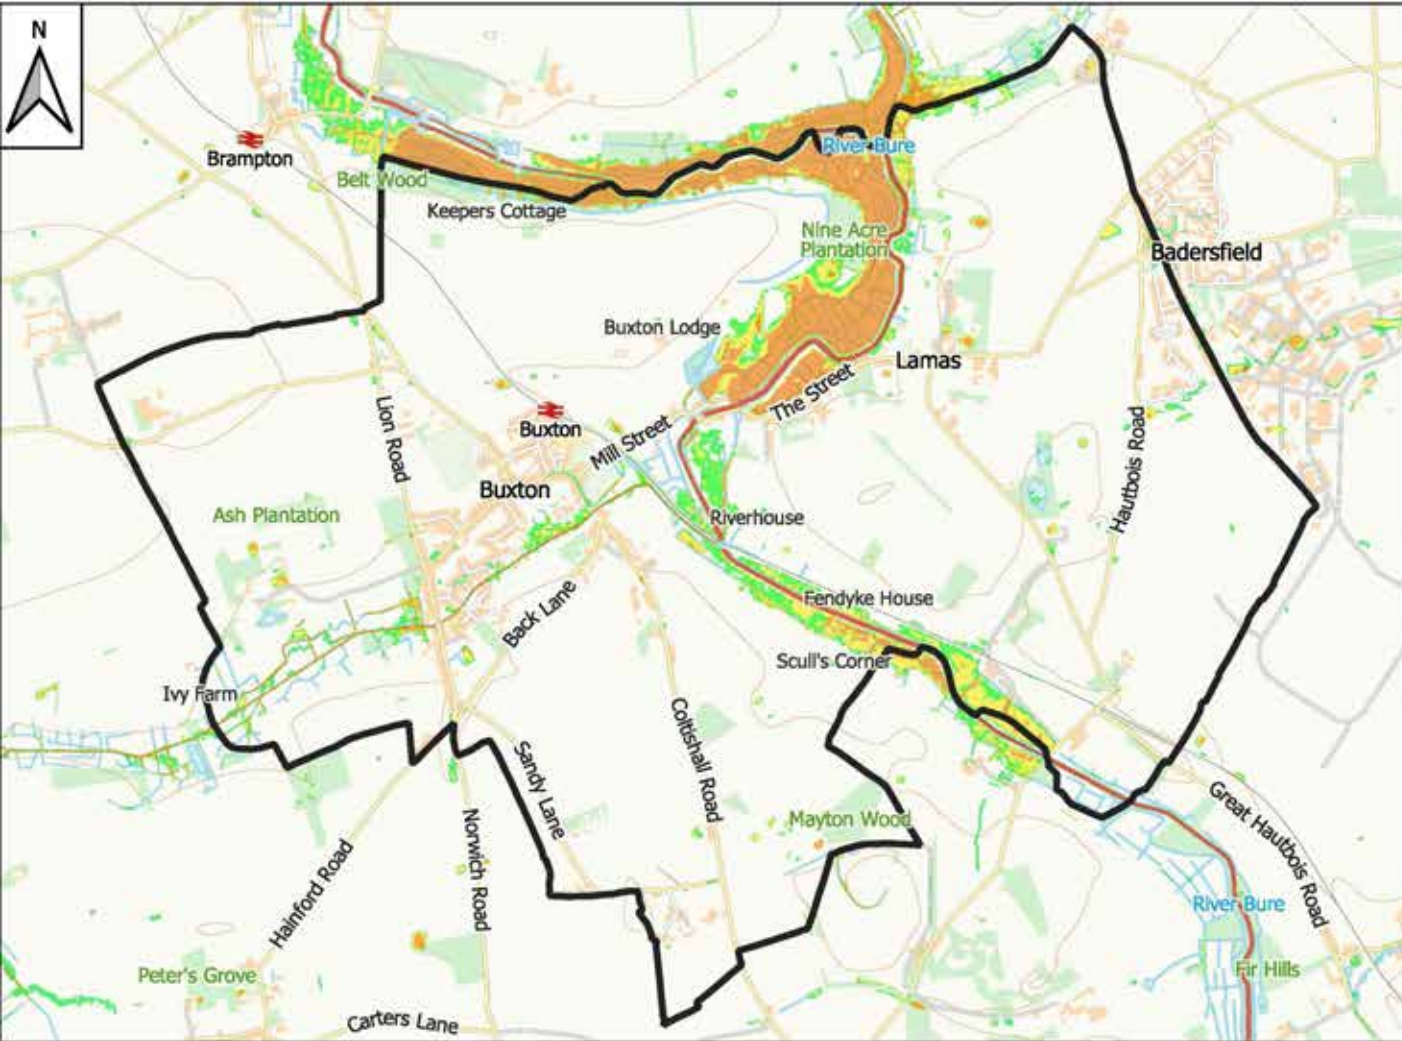 N
Brampton
River Bure
Belt Wood
Keepers Cottage
Nine Acre
Plantation
Badersfield
Buxton Lodge
Lamas
The Street
Lion Road
Buxton
Mill Street
Buxton
Hautbois Road
Ash Plantation
Riverhouse
Back Lane
Fendyke House
Scull's Corner
Ivy Farm
Coltishall Road
Sandy Lane
Mayton Wood
Great Hautbois Road
Norwich Road
Hainford Road
River Bure
Peter's Grove
Fir Hills
Carters Lane